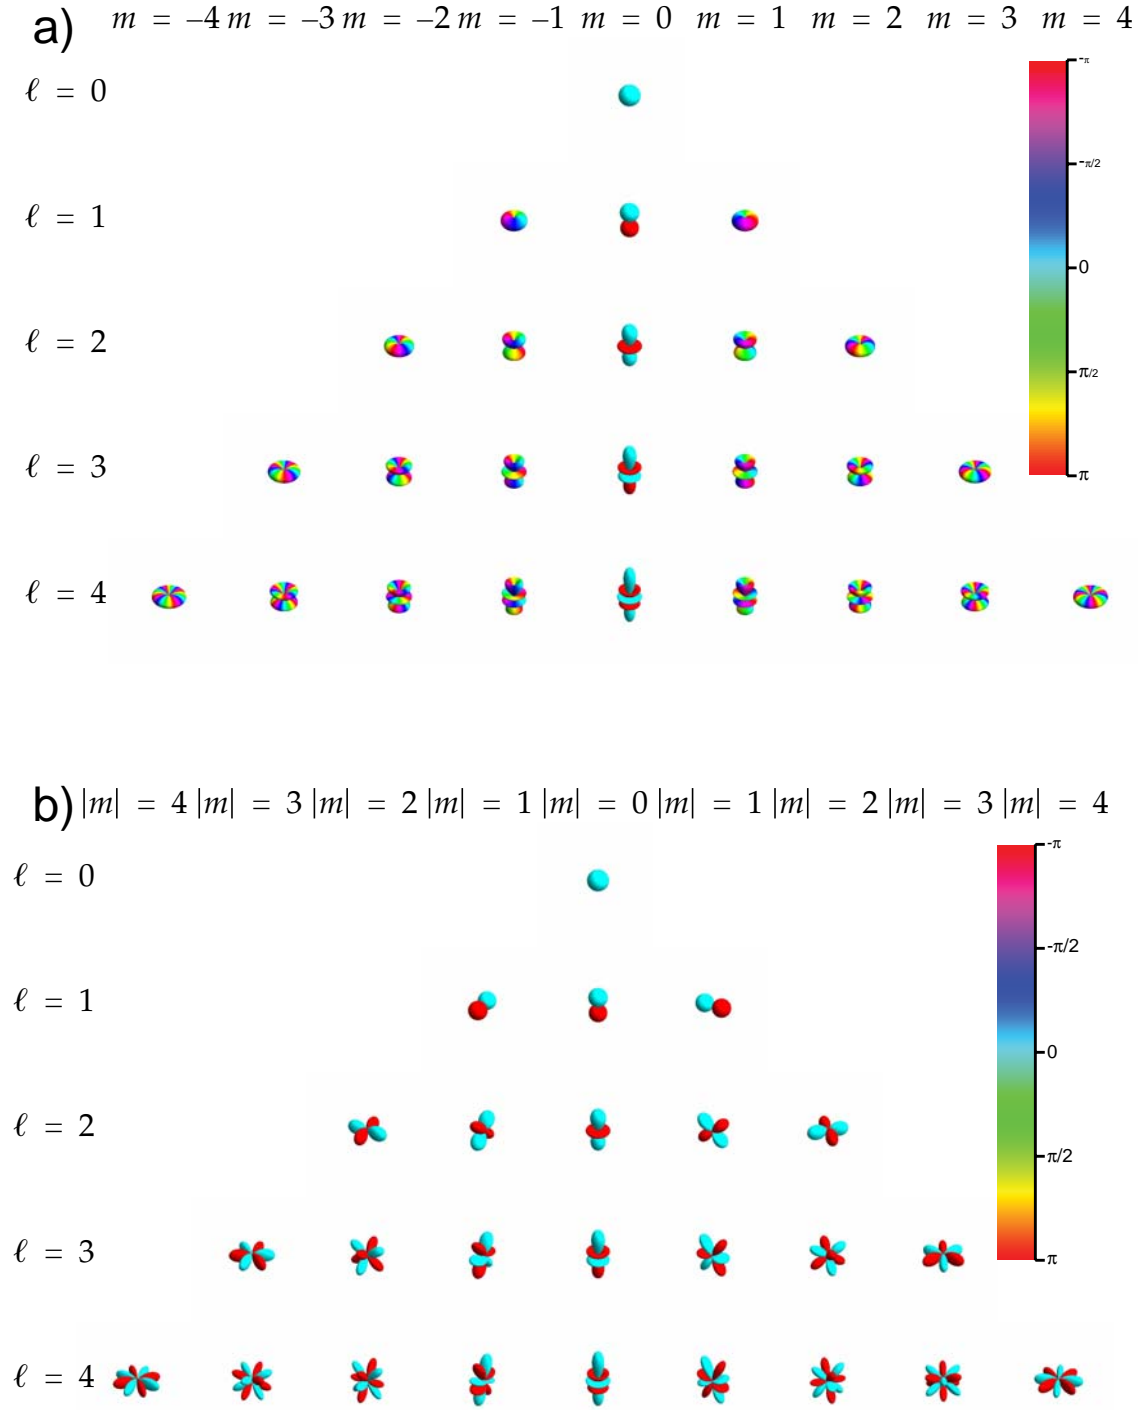 a) m = −4 m = −3 m = −2 m = −1 m = 0 m = 1 m = 2 m = 3 m = 4
ℓ = 0
-π
-π/2
ℓ = 1
0
ℓ = 2
π/2
ℓ = 3
π
ℓ = 4
b) |m| = 4 |m| = 3 |m| = 2 |m| = 1 |m| = 0 |m| = 1 |m| = 2 |m| = 3 |m| = 4
-π
ℓ = 0
-π/2
ℓ = 1
0
ℓ = 2
π/2
ℓ = 3
π
ℓ = 4